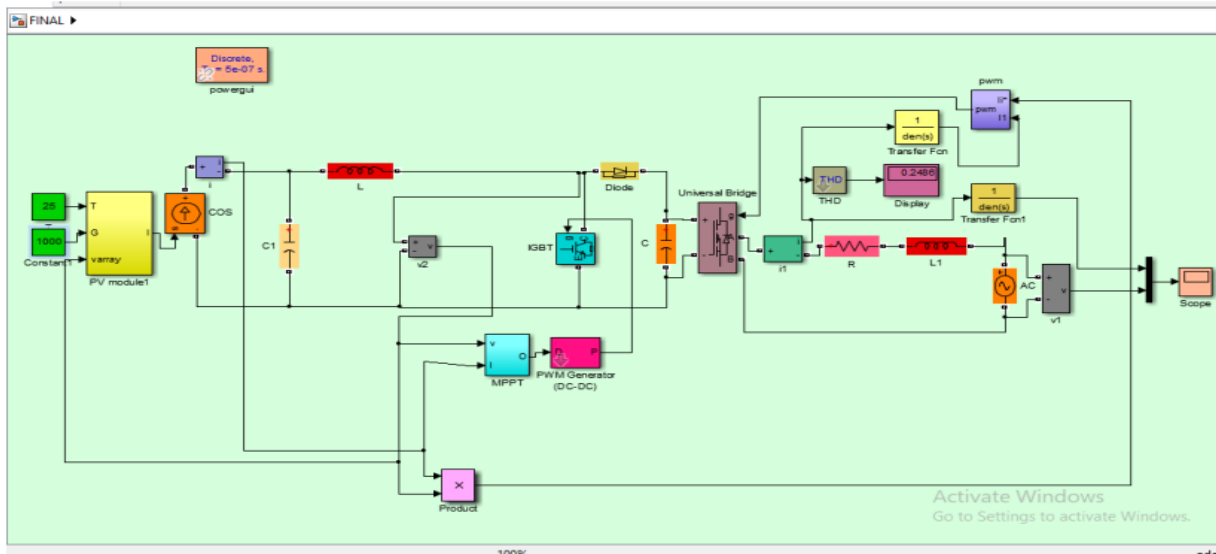 FINAL
Discrete,
= 5e-07 s.
powergui
pwm
pwm
I1
1
den(s)
Transfer Fcn
i
+
-
i
L
Diode
Universal Bridge
THD
THD
0.2486
Display
1
den(s)
Transfer Fcn1
25
1000
Constant1
T
G
varray
I
PV module1
COS
C1
+
-
v
v2
IGBT
C
+
-
g
A
B
+
-
i
i1
R
L1
AC
+
-
v
v1
Scope
v
I
O
MPPT
D
P
PWM Generator
(DC-DC)
×
Product
Activate Windows
Go to Settings to activate Windows.
100%